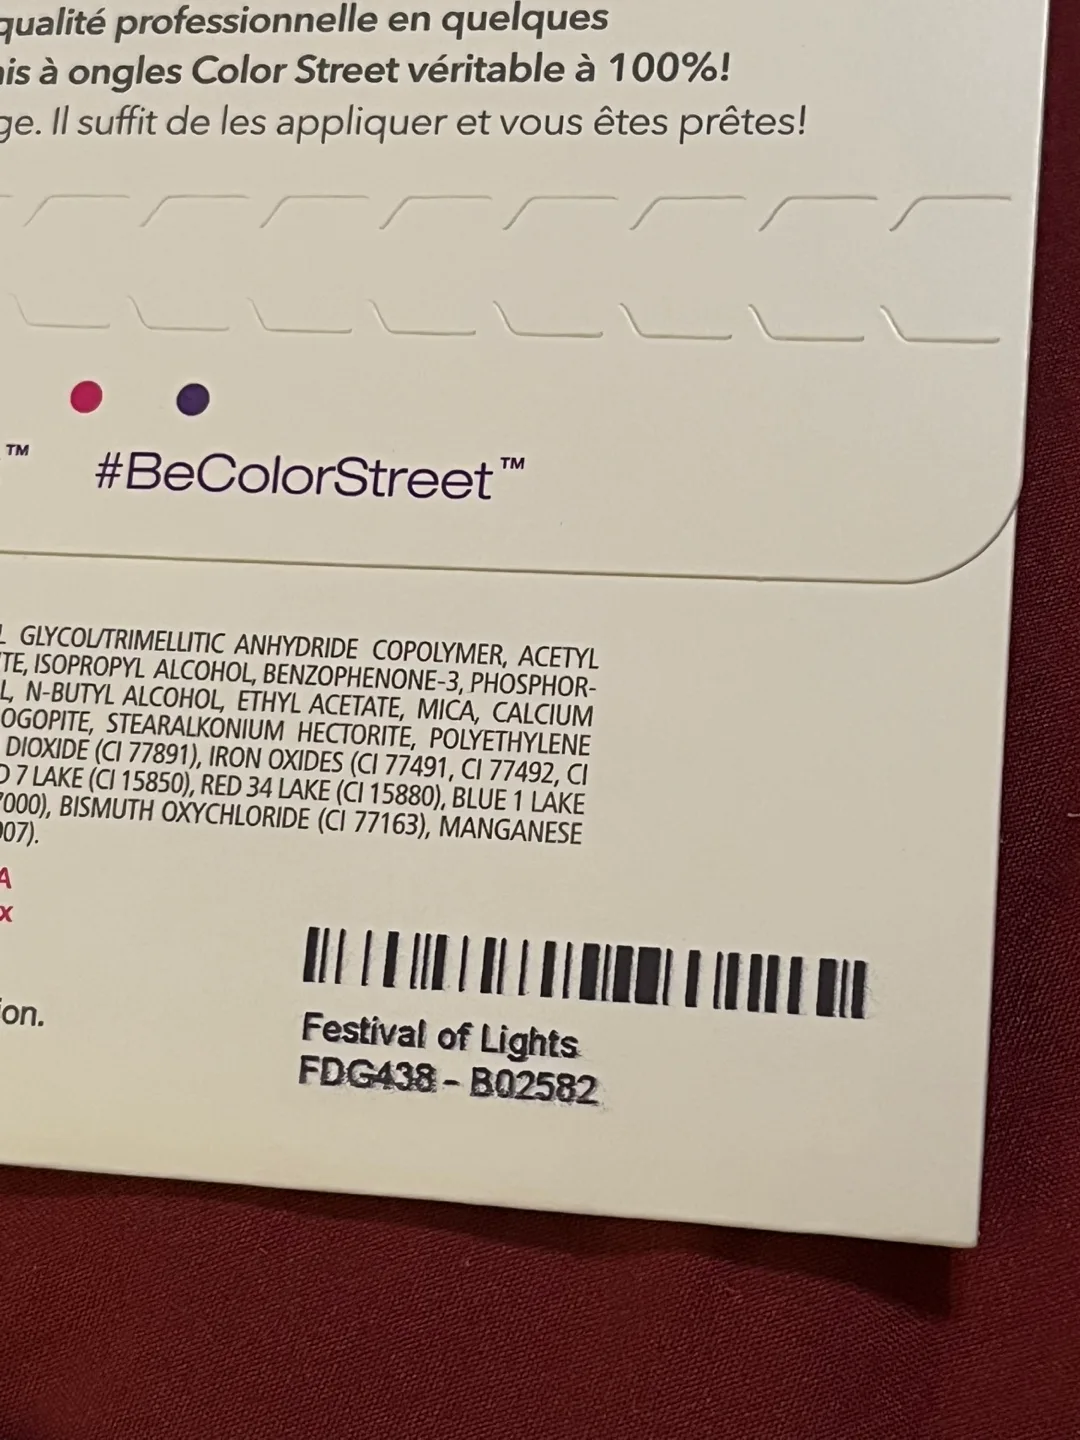 qualité professionnelle en quelques
is à ongles Color Street véritable à 100%!
ge. Il suffit de les appliquer et vous êtes prêtes!
™ #BeColorStreet™
GLYCOL/TRIMELLITIC ANHYDRIDE COPOLYMER, ACETYL
TE, ISOPROPYL ALCOHOL, BENZOPHENONE-3, PHOSPHOR-
L, N-BUTYL ALCOHOL, ETHYL ACETATE, MICA, CALCIUM
OGOPITE, STEARALKONIUM HECTORITE, POLYETHYLENE
DIOXIDE (CI 77891), IRON OXIDES (CI 77491, CI 77492, CI
D 7 LAKE (CI 15850), RED 34 LAKE (CI 15880), BLUE 1 LAKE
7000), BISMUTH OXYCHLORIDE (CI 77163), MANGANESE
007).
A
x
ion.
Festival of Lights
FDG438 - B02582